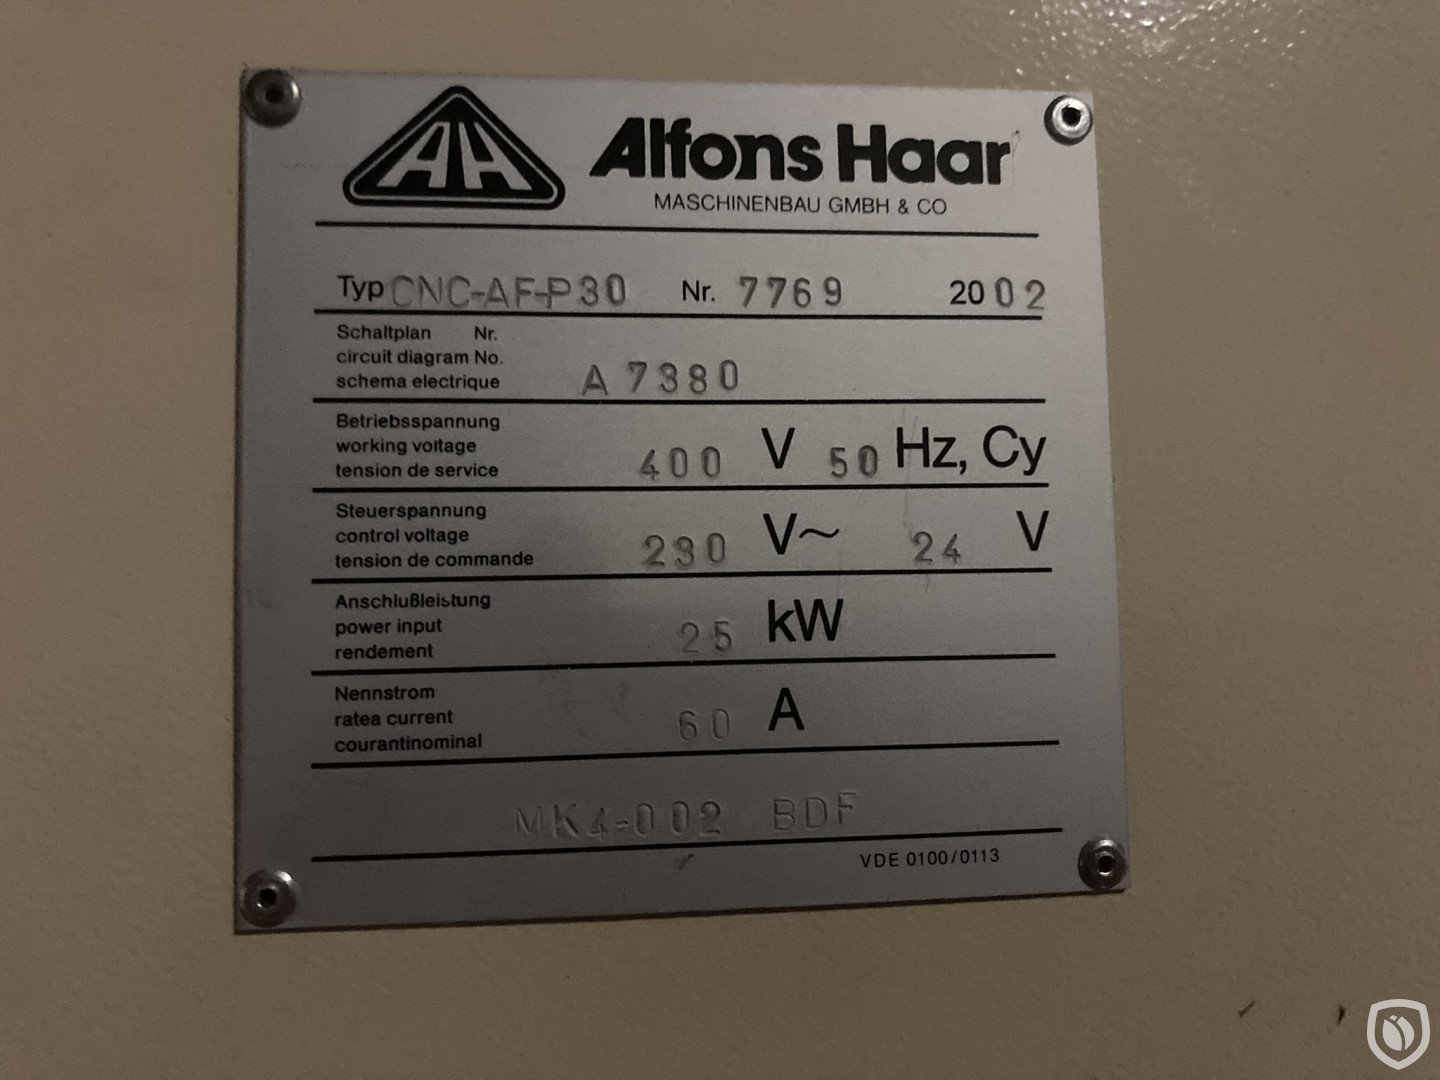 AH Alfons Haar
MASCHINENBAU GMBH & CO
Typ CNC-AF-P30 Nr. 7769 2002
Schaltplan Nr.
circuit diagram No.
schema electrique A 7380
Betriebsspannung
working voltage
tension de service 400 V 50 Hz, Cy
Steuerspannung
control voltage
tension de commande 230 V~ 24 V
Anschlußleistung
power input
rendement 25 kW
Nennstrom
ratea current
courantinominal 60 A
MK4-002 BDF
VDE 0100/0113